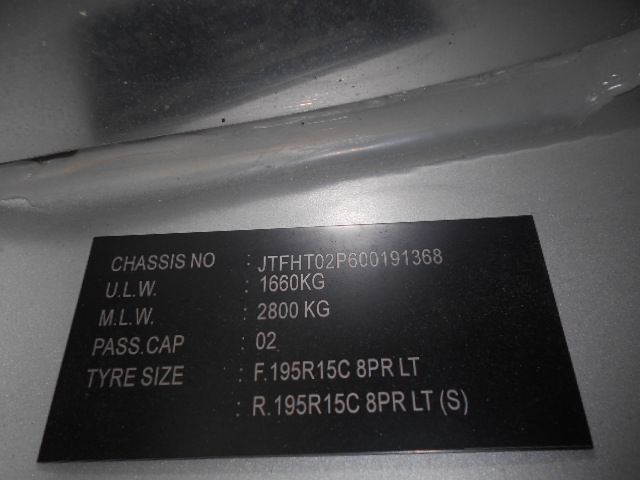 CHASSIS NO : JTFHT02P600191368
U.L.W. : 1660KG
M.L.W. : 2800 KG
PASS.CAP : 02
TYRE SIZE : F.195R15C 8PR LT
: R.195R15C 8PR LT (S)